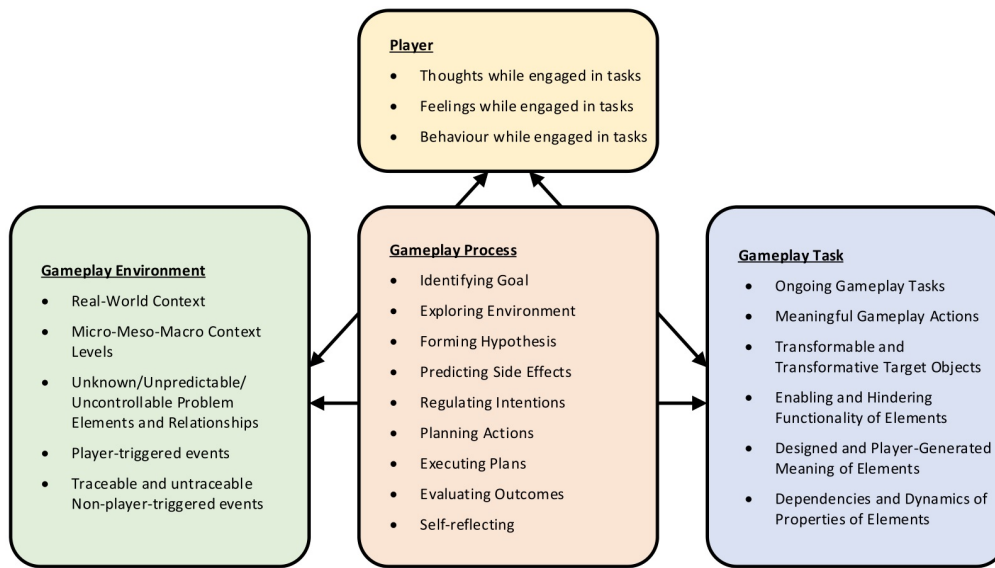 Player
• Thoughts while engaged in tasks
• Feelings while engaged in tasks
• Behaviour while engaged in tasks
Gameplay Environment
• Real-World Context
• Micro-Meso-Macro Context
Levels
• Unknown/Unpredictable/
Uncontrollable Problem
Elements and Relationships
• Player-triggered events
• Traceable and untraceable
Non-player-triggered events
Gameplay Process
• Identifying Goal
• Exploring Environment
• Forming Hypothesis
• Predicting Side Effects
• Regulating Intentions
• Planning Actions
• Executing Plans
• Evaluating Outcomes
• Self-reflecting
Gameplay Task
• Ongoing Gameplay Tasks
• Meaningful Gameplay Actions
• Transformable and
Transformative Target Objects
• Enabling and Hindering
Functionality of Elements
• Designed and Player-Generated
Meaning of Elements
• Dependencies and Dynamics of
Properties of Elements